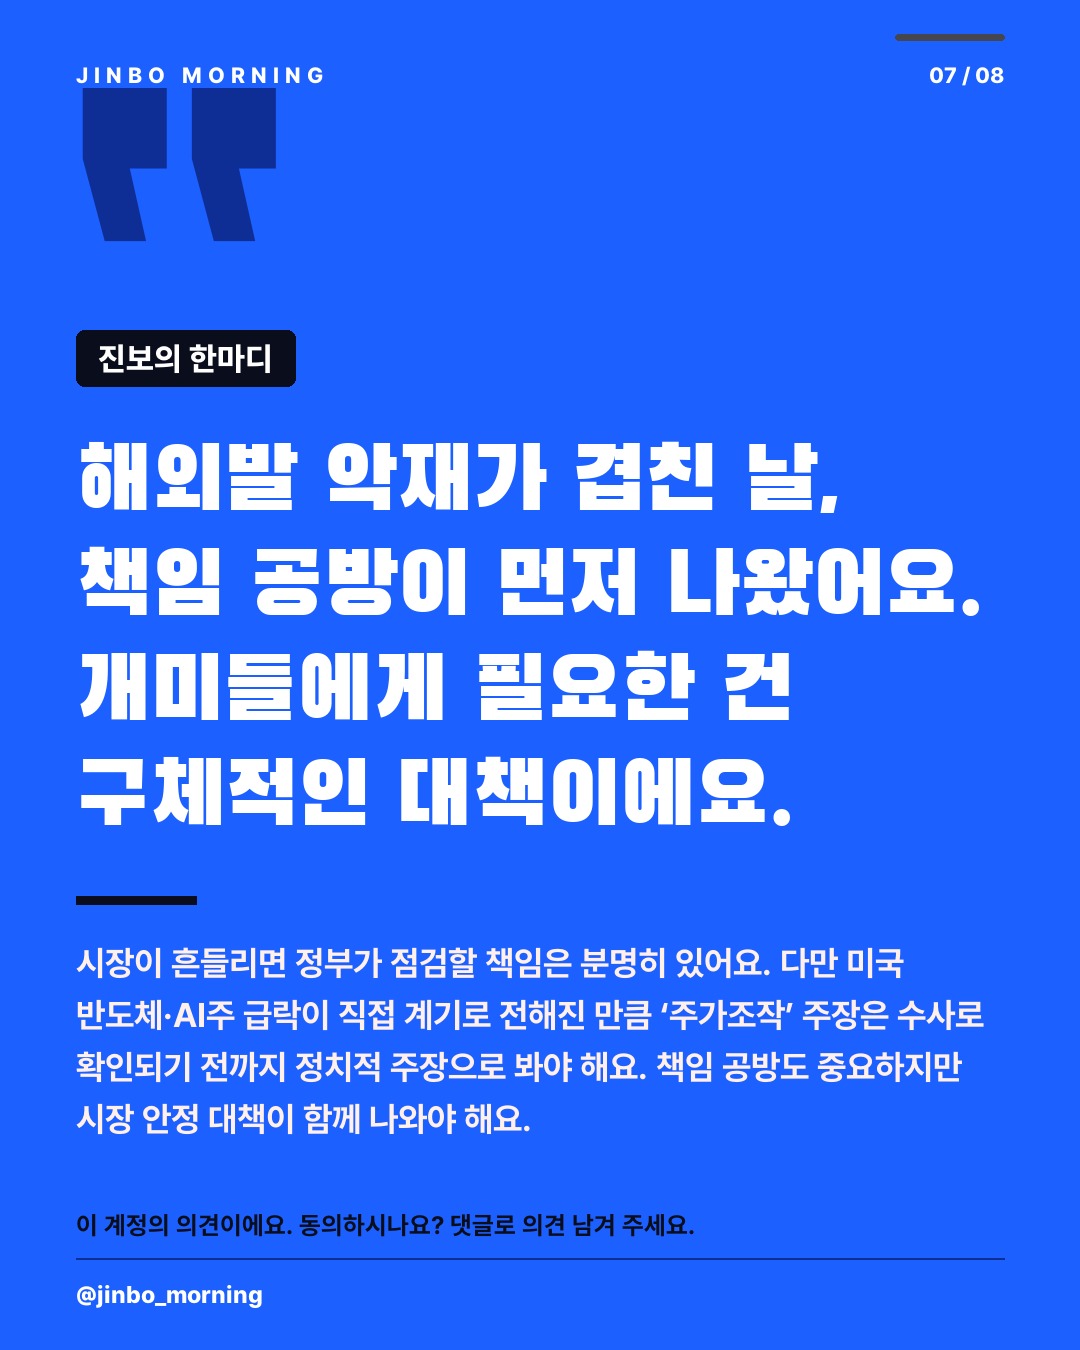 JINBO MORNING
07 / 08
진보의 한마디
해외발 악재가 겹친 날,
책임 공방이 먼저 나왔어요.
개미들에게 필요한 건
구체적인 대책이에요.
시장이 흔들리면 정부가 점검할 책임은 분명히 있어요. 다만 미국
반도체·AI주 급락이 직접 계기로 전해진 만큼 ‘주가조작’ 주장은 수사로
확인되기 전까지 정치적 주장으로 봐야 해요. 책임 공방도 중요하지만
시장 안정 대책이 함께 나와야 해요.
이 계정의 의견이에요. 동의하시나요? 댓글로 의견 남겨 주세요.
@jinbo_morning